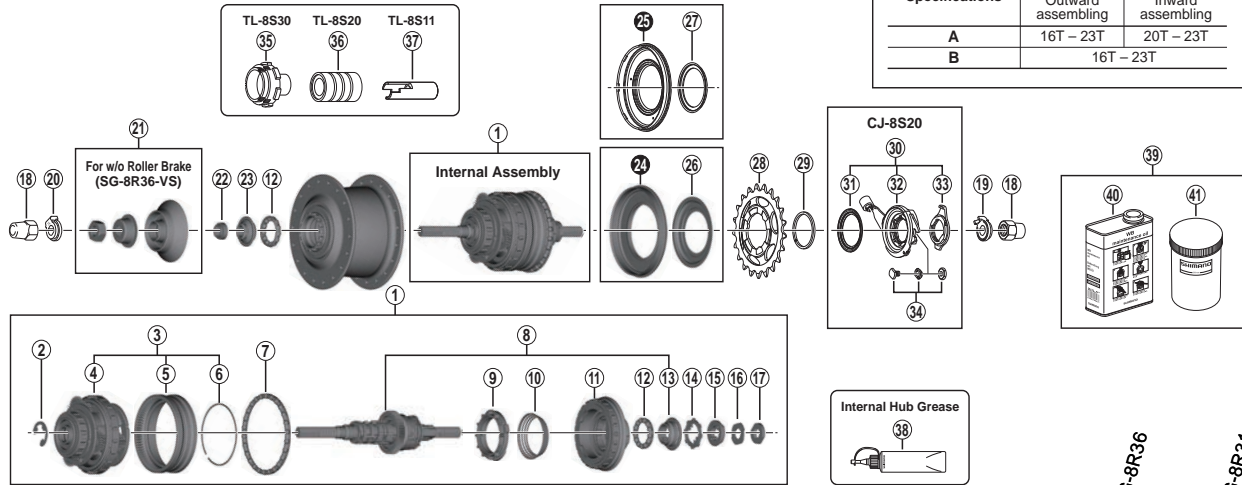 Specifications
Outward
assembling
Inward
assembling
A
16T – 23T
20T – 23T
B
16T – 23T
TL-8S30
TL-8S20
TL-8S11
35
36
37
25
27
21
For w/o Roller Brake
(SG-8R36-VS)
18
20
22
23
12
1
Internal Assembly
24
26
28
29
CJ-8S20
30
31
32
33
34
19
18
39
40
41
WB
maintenance oil
1
2
3
4
5
6
7
8
9
10
11
12
13
14
15
16
17
Internal Hub Grease
38
-8R36